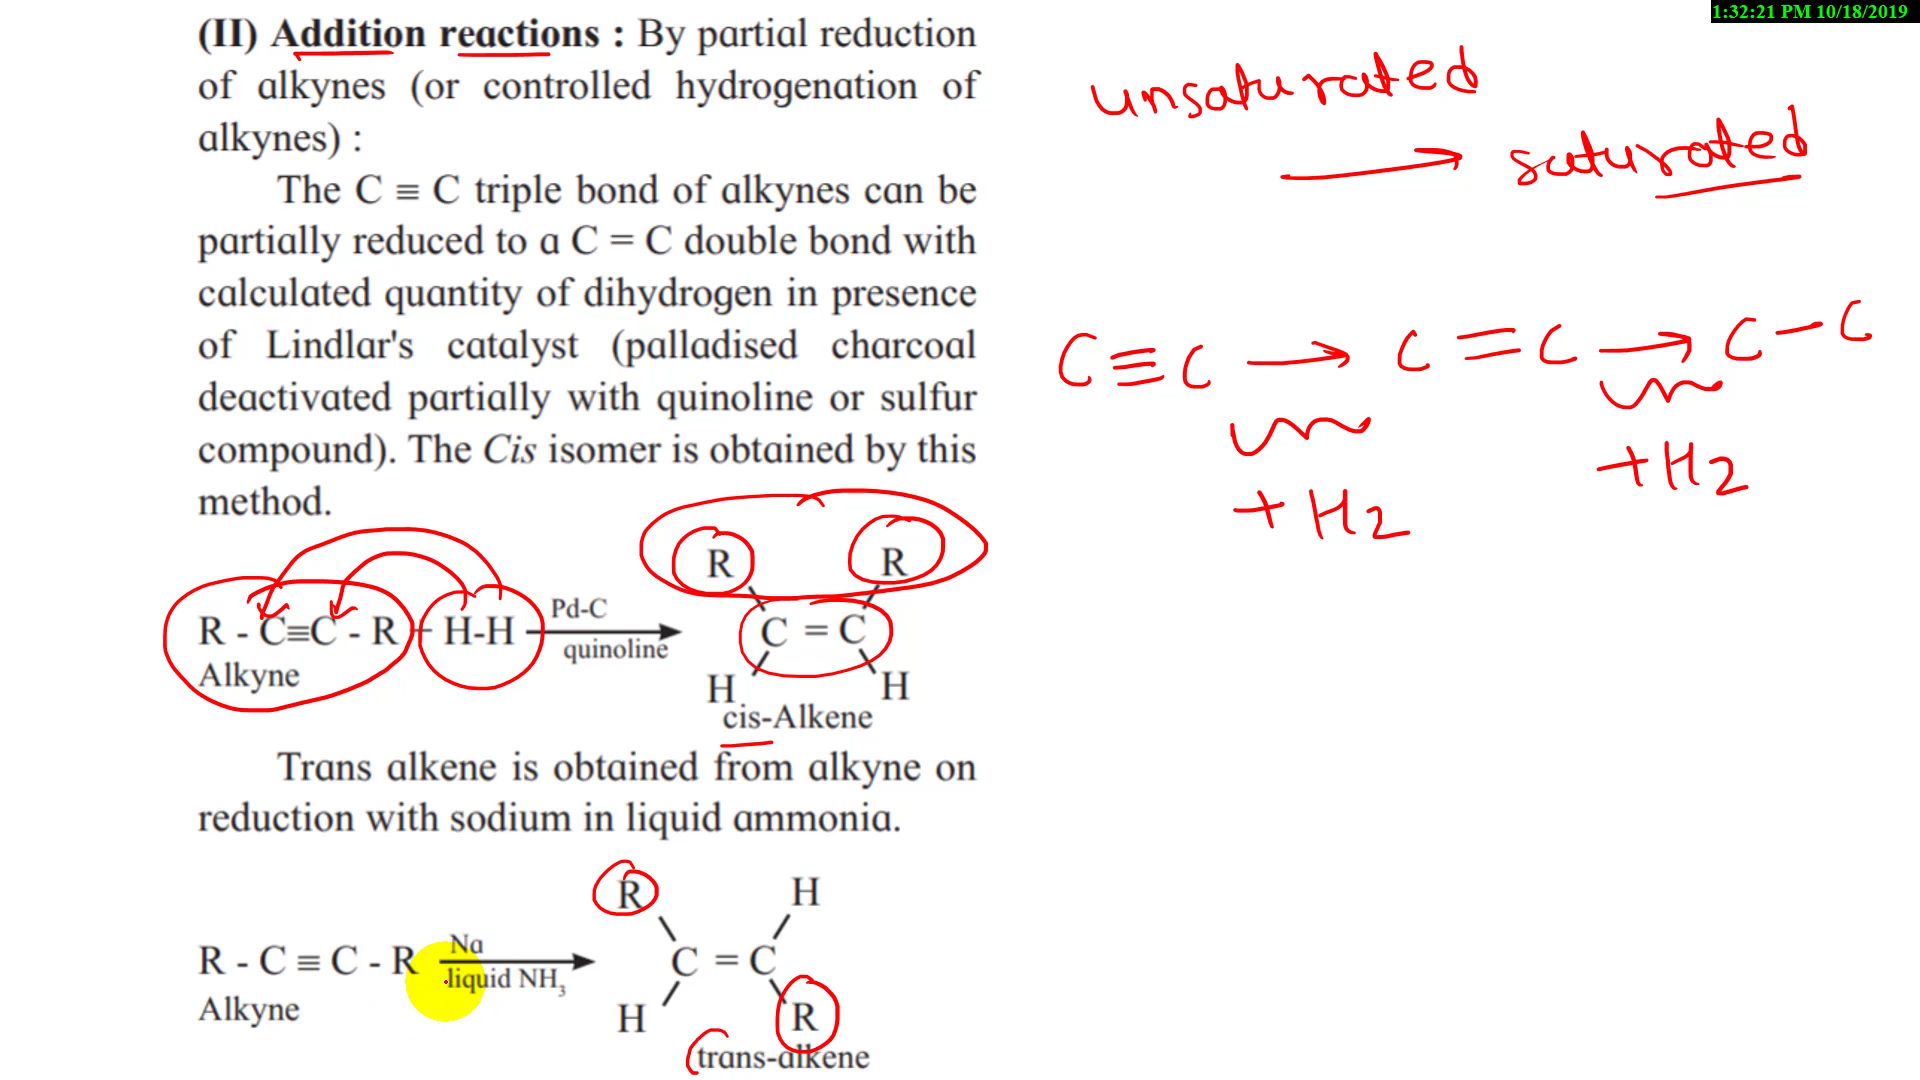 1:32:21 PM 10/18/2019
(II) Addition reactions : By partial reduction
of alkynes (or controlled hydrogenation of
alkynes) :
The C ≡ C triple bond of alkynes can be
partially reduced to a C = C double bond with
calculated quantity of dihydrogen in presence
of Lindlar's catalyst (palladised charcoal
deactivated partially with quinoline or sulfur
compound). The Cis isomer is obtained by this
method.
R R
R - C≡C - R + H-H Pd-C C = C
quinoline
Alkyne H H
cis-Alkene
Trans alkene is obtained from alkyne on
reduction with sodium in liquid ammonia.
R H
R - C ≡ C - R Na C = C
liquid NH₃
Alkyne H R
trans-alkene
unsaturated
→ saturated
C≡C → C=C → C-C
+H2 +H2